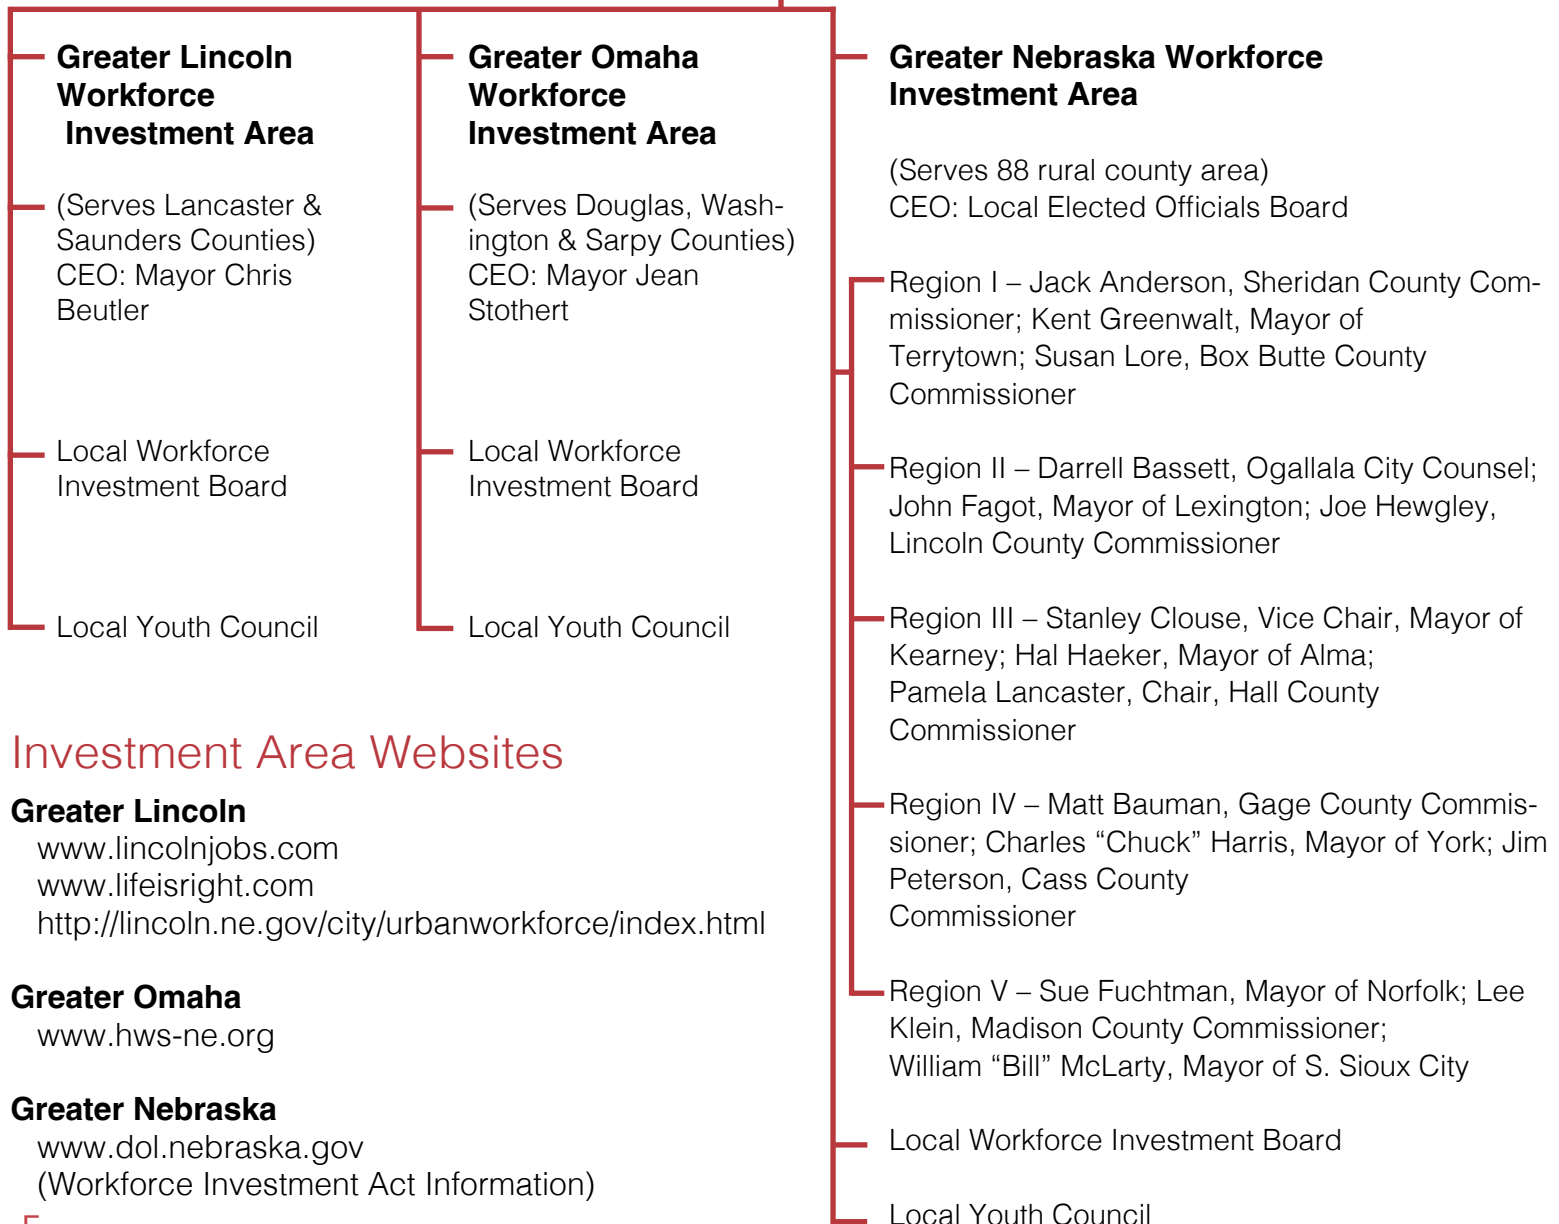 Greater Lincoln
Workforce
Investment Area
(Serves Lancaster &
Saunders Counties)
CEO: Mayor Chris
Beutler
Local Workforce
Investment Board
Local Youth Council
Greater Omaha
Workforce
Investment Area
(Serves Douglas, Wash-
ington & Sarpy Counties)
CEO: Mayor Jean
Stothert
Local Workforce
Investment Board
Local Youth Council
Greater Nebraska Workforce
Investment Area
(Serves 88 rural county area)
CEO: Local Elected Officials Board
Region I – Jack Anderson, Sheridan County Com-
missioner; Kent Greenwalt, Mayor of
Terrytown; Susan Lore, Box Butte County
Commissioner
Region II – Darrell Bassett, Ogallala City Counsel;
John Fagot, Mayor of Lexington; Joe Hewgley,
Lincoln County Commissioner
Region III – Stanley Clouse, Vice Chair, Mayor of
Kearney; Hal Haeker, Mayor of Alma;
Pamela Lancaster, Chair, Hall County
Commissioner
Region IV – Matt Bauman, Gage County Commis-
sioner; Charles “Chuck” Harris, Mayor of York; Jim
Peterson, Cass County
Commissioner
Region V – Sue Fuchtman, Mayor of Norfolk; Lee
Klein, Madison County Commissioner;
William “Bill” McLarty, Mayor of S. Sioux City
Local Workforce Investment Board
Local Youth Council
Investment Area Websites
Greater Lincoln
www.lincolnjobs.com
www.lifeisright.com
http://lincoln.ne.gov/city/urbanworkforce/index.html
Greater Omaha
www.hws-ne.org
Greater Nebraska
www.dol.nebraska.gov
(Workforce Investment Act Information)